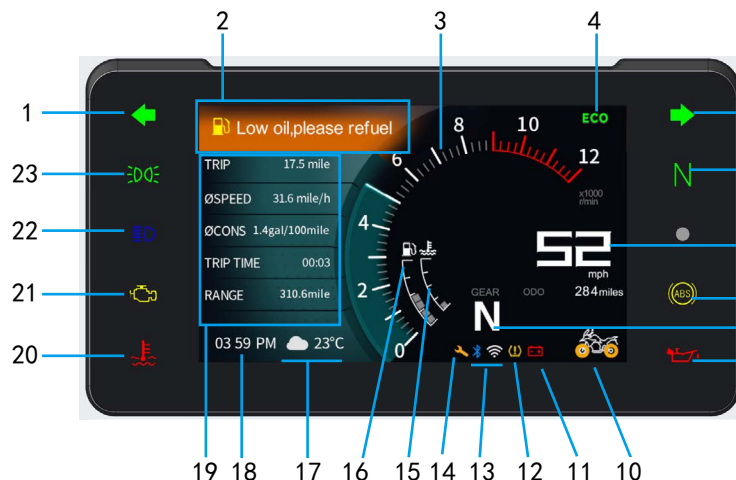 2
3
4
1
Low oil,please refuel
8
10
ECO
6
12
23
TRIP 17.5 mile
N
x1000
r/min
ØSPEED 31.6 mile/h
4
22
ØCONS 1.4gal/100mile
52
mph
TRIP TIME 00:03
21
RANGE 310.6mile
2
GEAR ODO 284miles
(ABS)
N
20
03 59 PM 23°C
0
19 18 17 16 15 14 13 12 11 10